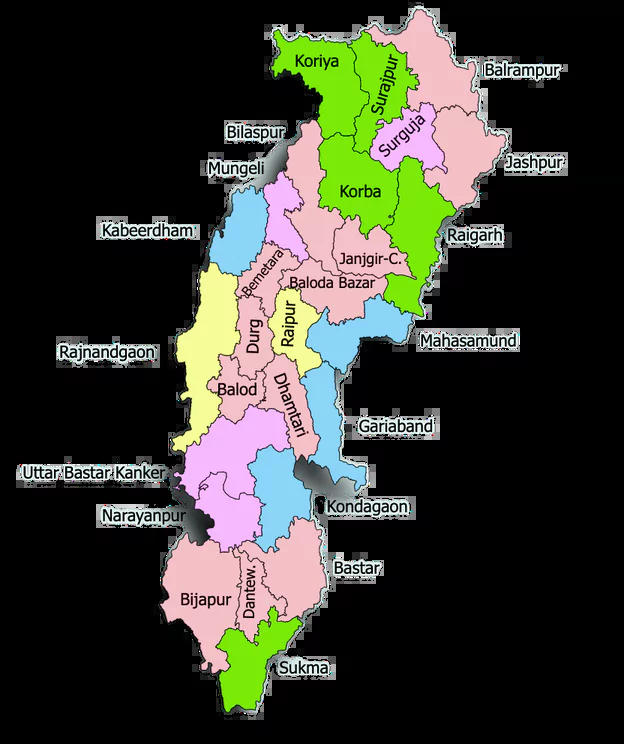 Koriya
Surajpur
Balrampur
Surguja
Bilaspur
Mungeli
Jashpur
Korba
Kabeerdham
Raigarh
Janjgir-C.
Bemetara
Baloda Bazar
Rajnandgaon
Durg
Raipur
Mahasamund
Balod
Dhamtari
Gariaband
Uttar Bastar Kanker
Narayanpur
Kondagaon
Bastar
Bijapur
Dantew.
Sukma